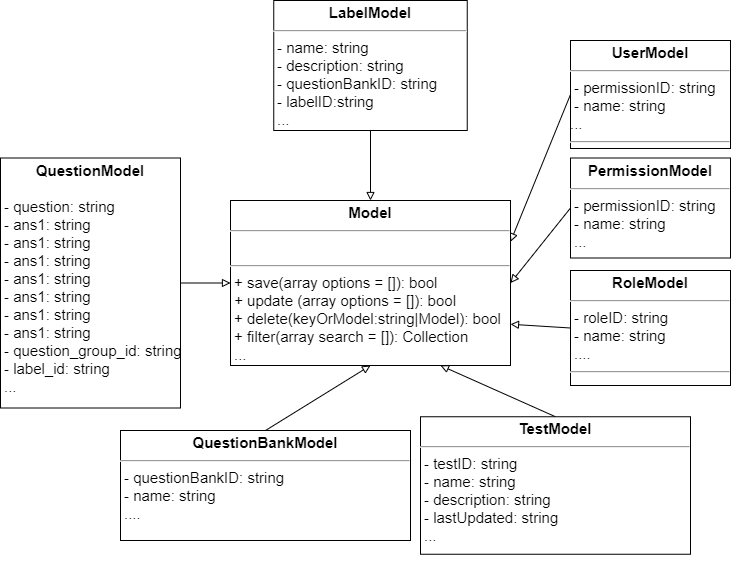 LabelModel
- name: string
- description: string
- questionBankID: string
- labelID:string
...
UserModel
- permissionID: string
- name: string
...
QuestionModel
- question: string
- ans1: string
- ans1: string
- ans1: string
- ans1: string
- ans1: string
- ans1: string
- ans1: string
- question_group_id: string
- label_id: string
...
Model
+ save(array options = []): bool
+ update (array options = []): bool
+ delete(keyOrModel:string|Model): bool
+ filter(array search = []): Collection
...
PermissionModel
- permissionID: string
- name: string
...
RoleModel
- roleID: string
- name: string
....
QuestionBankModel
- questionBankID: string
- name: string
....
TestModel
- testID: string
- name: string
- description: string
- lastUpdated: string
...